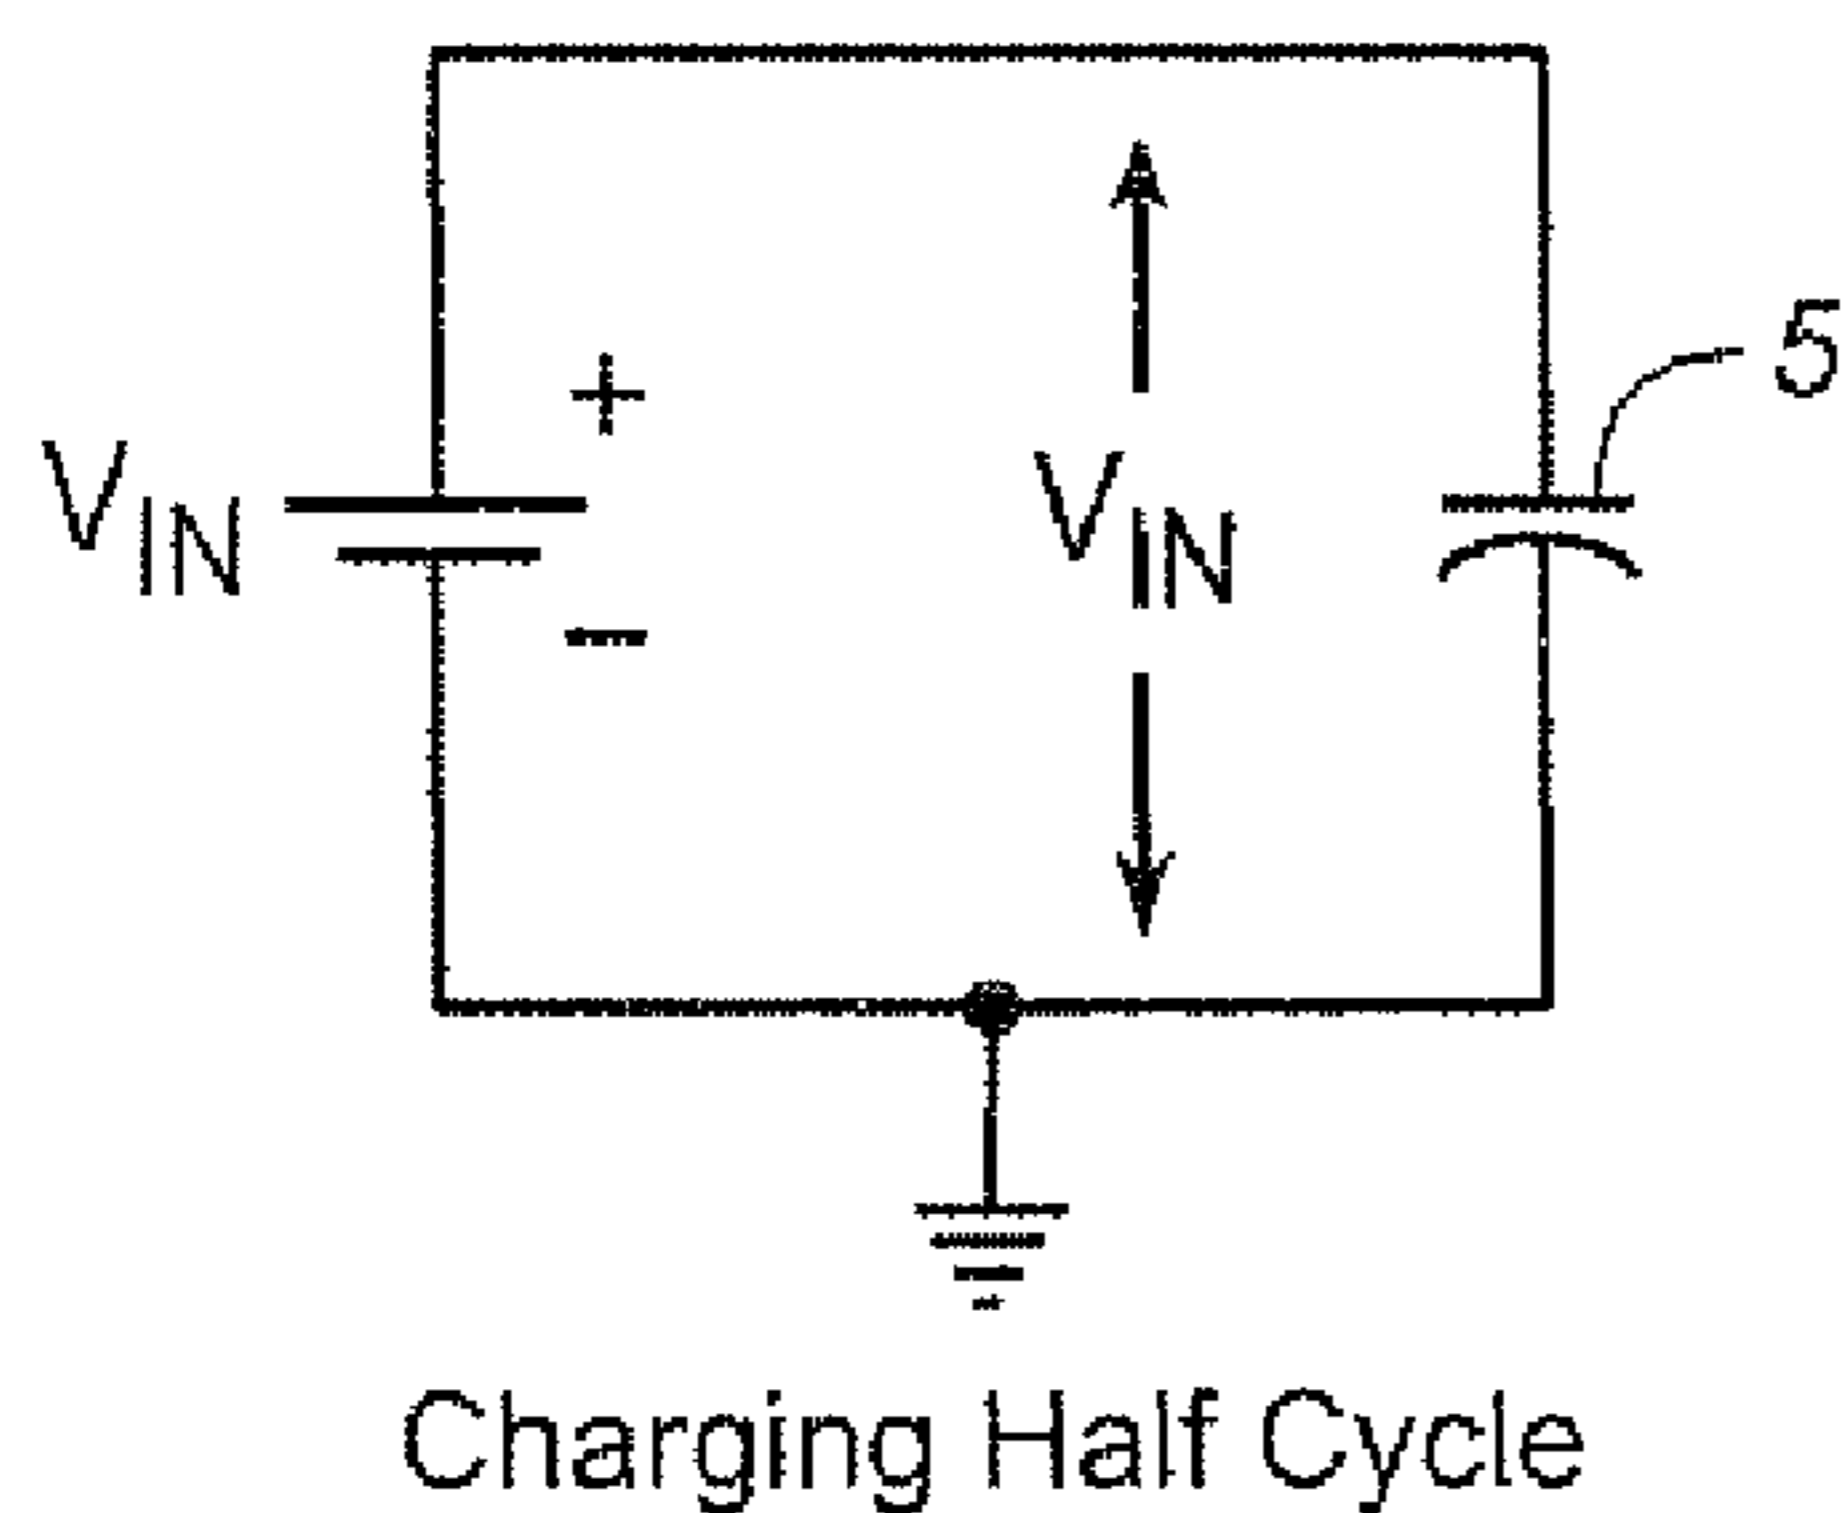 5
+
V_IN
V_IN
−
Charging Half Cycle